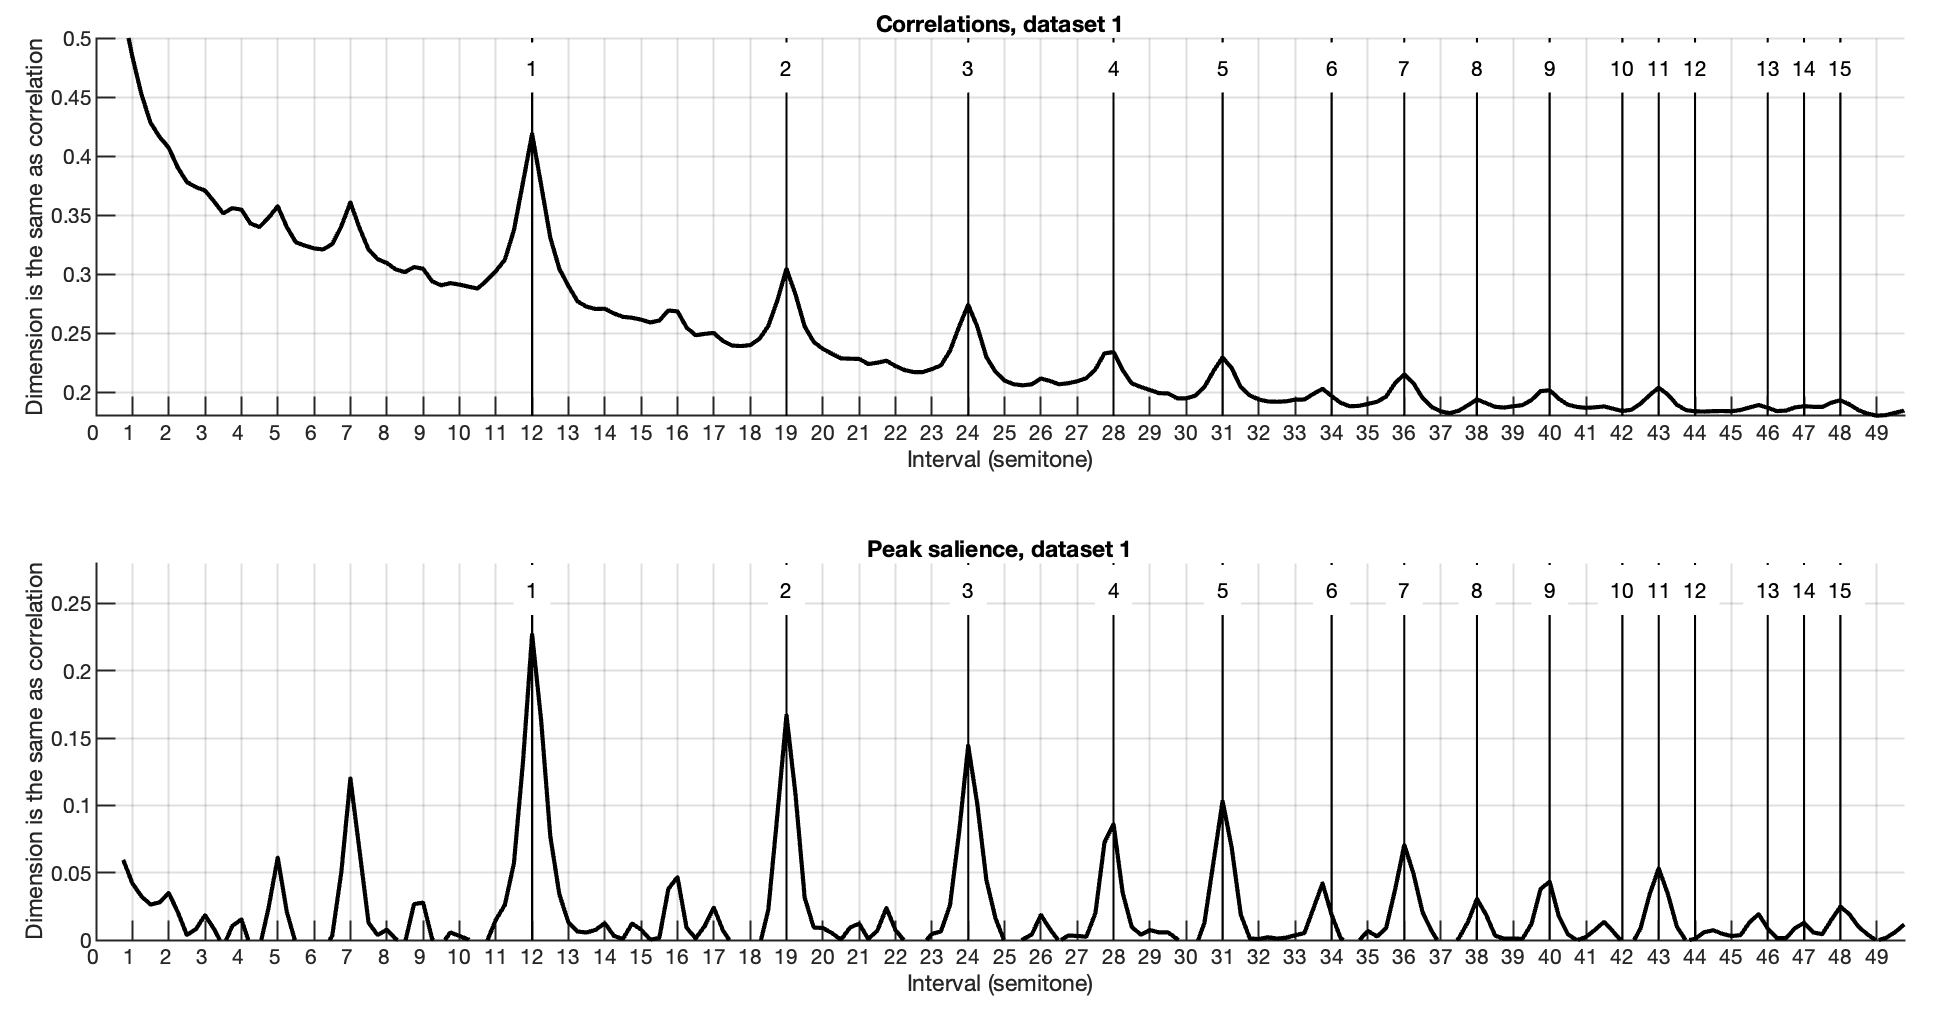 Correlations, dataset 1
Dimension is the same as correlation
0.5
0.45
0.4
0.35
0.3
0.25
0.2
1 2 3 4 5 6 7 8 9 10 11 12 13 14 15
0 1 2 3 4 5 6 7 8 9 10 11 12 13 14 15 16 17 18 19 20 21 22 23 24 25 26 27 28 29 30 31 32 33 34 35 36 37 38 39 40 41 42 43 44 45 46 47 48 49
Interval (semitone)
Peak salience, dataset 1
Dimension is the same as correlation
0.25
0.2
0.15
0.1
0.05
0
1 2 3 4 5 6 7 8 9 10 11 12 13 14 15
0 1 2 3 4 5 6 7 8 9 10 11 12 13 14 15 16 17 18 19 20 21 22 23 24 25 26 27 28 29 30 31 32 33 34 35 36 37 38 39 40 41 42 43 44 45 46 47 48 49
Interval (semitone)